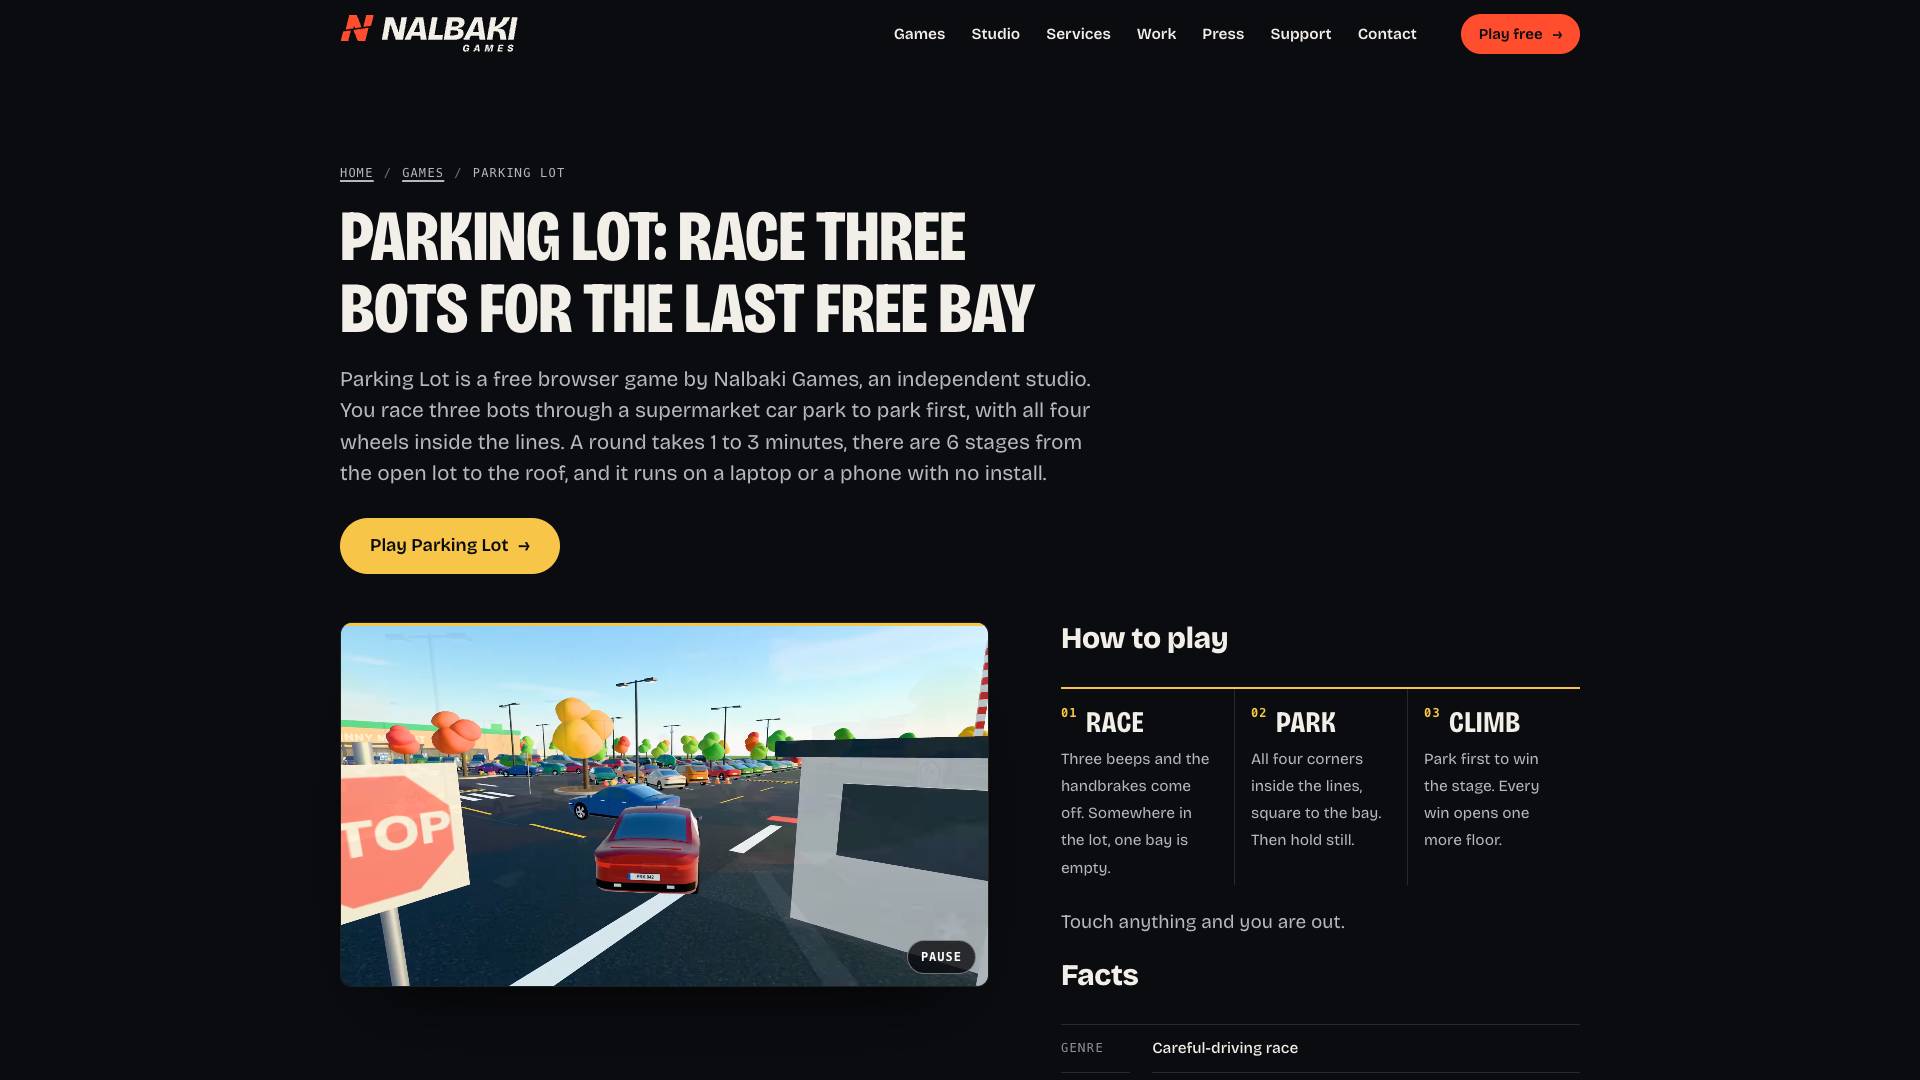 NALBAKI
GAMES
Games
Studio
Services
Work
Press
Support
Contact
Play free →
HOME / GAMES / PARKING LOT
PARKING LOT: RACE THREE
BOTS FOR THE LAST FREE BAY
Parking Lot is a free browser game by Nalbaki Games, an independent studio.
You race three bots through a supermarket car park to park first, with all four
wheels inside the lines. A round takes 1 to 3 minutes, there are 6 stages from
the open lot to the roof, and it runs on a laptop or a phone with no install.
Play Parking Lot →
TOP
PAUSE
How to play
01 RACE
Three beeps and the
handbrakes come
off. Somewhere in
the lot, one bay is
empty.
02 PARK
All four corners
inside the lines,
square to the bay.
Then hold still.
03 CLIMB
Park first to win
the stage. Every
win opens one
more floor.
Touch anything and you are out.
Facts
GENRE
Careful-driving race